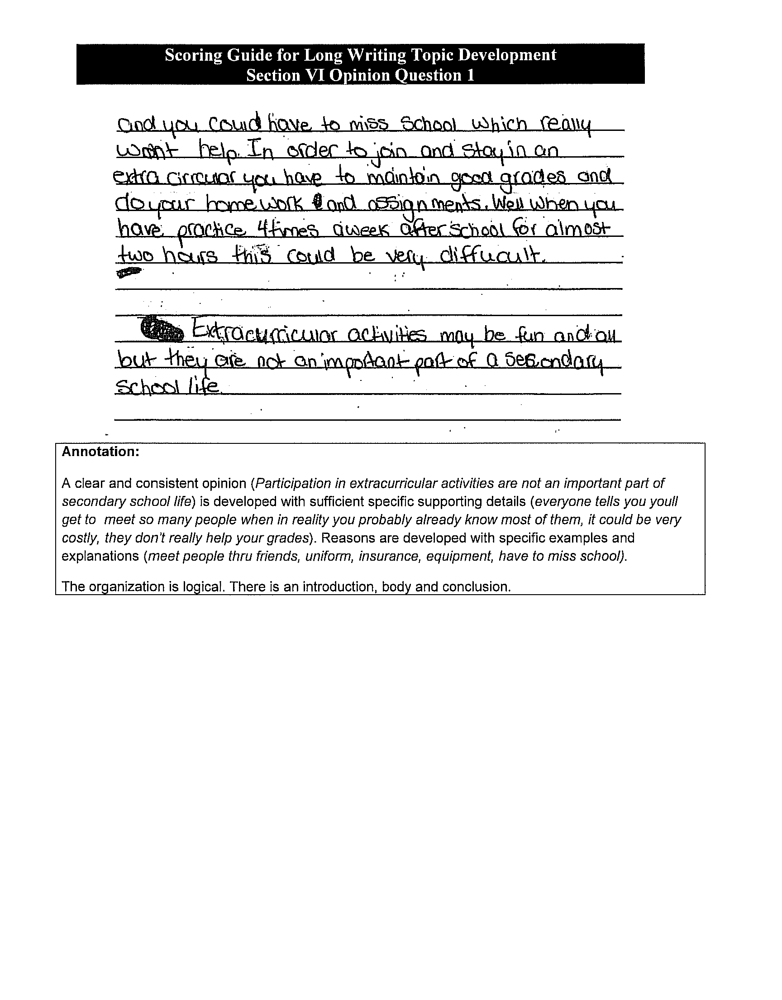 Scoring Guide for Long Writing Topic Development
Section VI Opinion Question 1
and you could have to miss school which really
wont help. In order to join and stay in an
extra cirrcular you have to maintain good grades and
do your home work and assignments. Well when you
have practice 4 times a week after school for almost
two hours this could be very diffucult.
Extracurricular activities may be fun and all
but they are not an important part of a secondary
school life.
Annotation:
A clear and consistent opinion (Participation in extracurricular activities are not an important part of
secondary school life) is developed with sufficient specific supporting details (everyone tells you youll
get to meet so many people when in reality you probably already know most of them, it could be very
costly, they don't really help your grades). Reasons are developed with specific examples and
explanations (meet people thru friends, uniform, insurance, equipment, have to miss school).
The organization is logical. There is an introduction, body and conclusion.